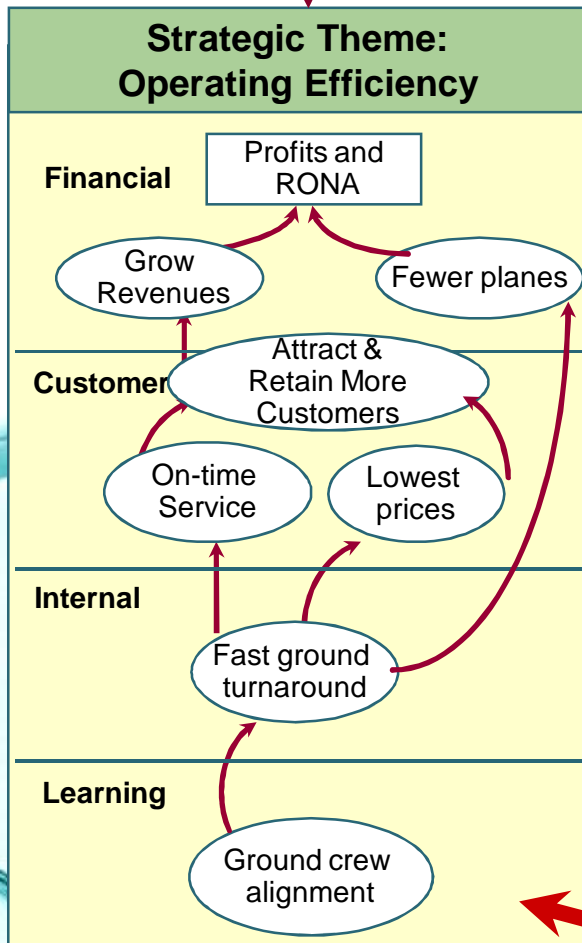 Strategic Theme:
Operating Efficiency
Financial
Profits and
RONA
Grow
Revenues
Fewer planes
Customer
Attract &
Retain More
Customers
On-time
Service
Lowest
prices
Internal
Fast ground
turnaround
Learning
Ground crew
alignment